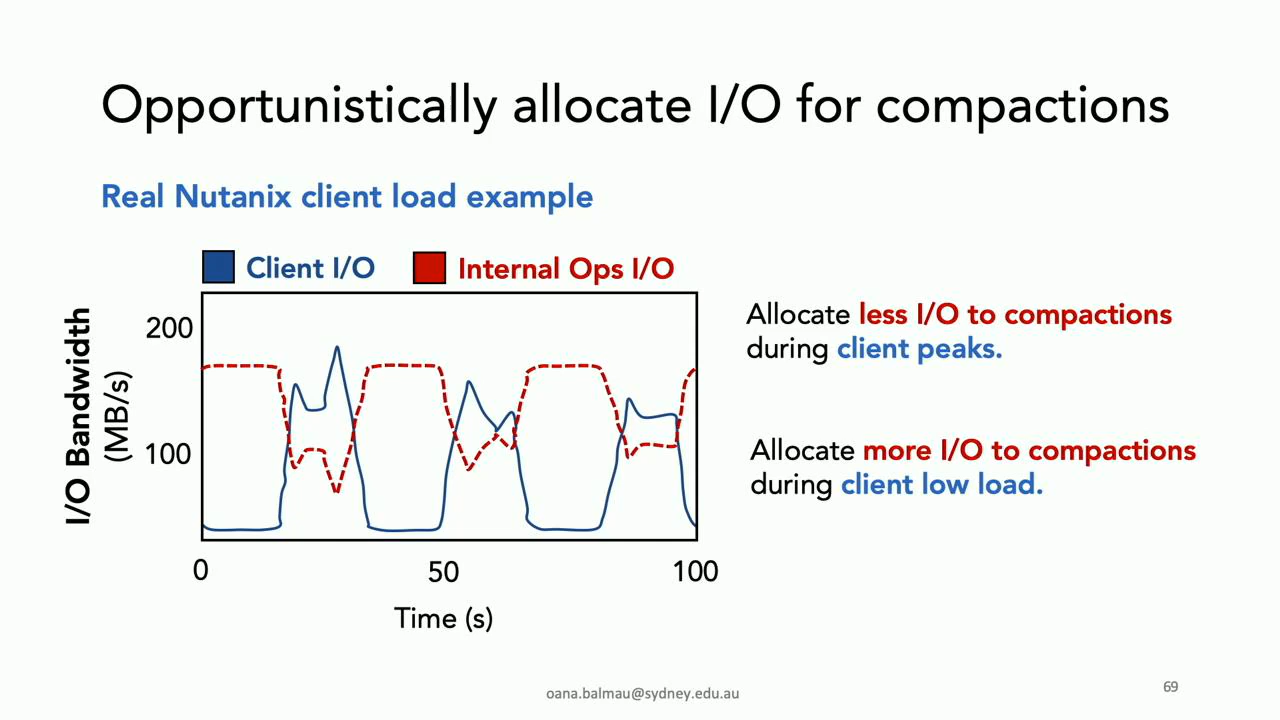 Opportunistically allocate I/O for compactions
Real Nutanix client load example
Client I/O
Internal Ops I/O
I/O Bandwidth
(MB/s)
200
100
0
50
100
Time (s)
Allocate less I/O to compactions
during client peaks.
Allocate more I/O to compactions
during client low load.
oana.balmau@sydney.edu.au
69